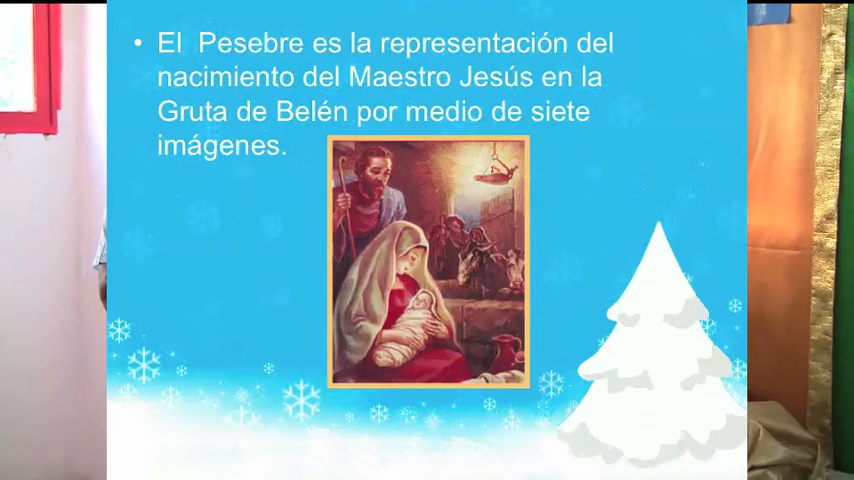 • El  Pesebre es la representación del
nacimiento del Maestro Jesús en la
Gruta de Belén por medio de siete
imágenes.